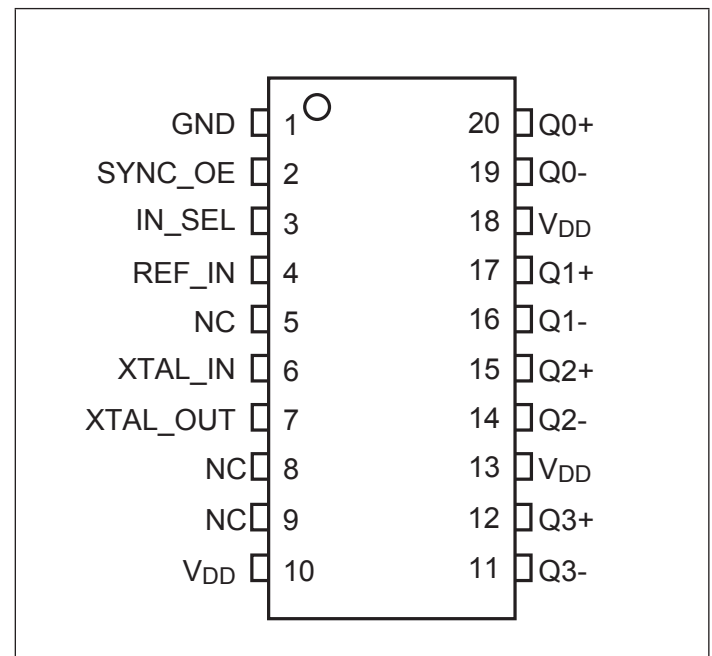 GND 1 20 Q0+
SYNC_OE 2 19 Q0-
IN_SEL 3 18 VDD
REF_IN 4 17 Q1+
NC 5 16 Q1-
XTAL_IN 6 15 Q2+
XTAL_OUT 7 14 Q2-
NC 8 13 VDD
NC 9 12 Q3+
VDD 10 11 Q3-